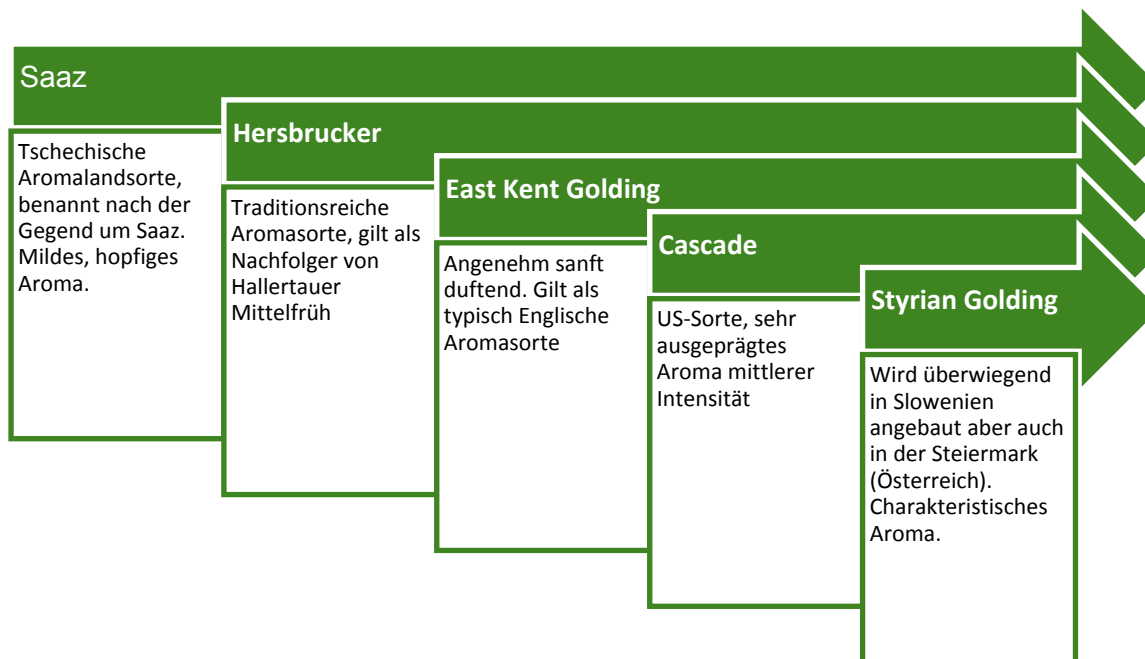 Saaz
Tschechische
Aromalandsorte,
benannt nach der
Gegend um Saaz.
Mildes, hopfiges
Aroma.
Hersbrucker
Traditionsreiche
Aromasorte, gilt als
Nachfolger von
Hallertauer
Mittelfrüh
East Kent Golding
Angenehm sanft
duftend. Gilt als
typisch Englische
Aromasorte
Cascade
US-Sorte, sehr
ausgeprägtes
Aroma mittlerer
Intensität
Styrian Golding
Wird überwiegend
in Slowenien
angebaut aber auch
in der Steiermark
(Österreich).
Charakteristisches
Aroma.